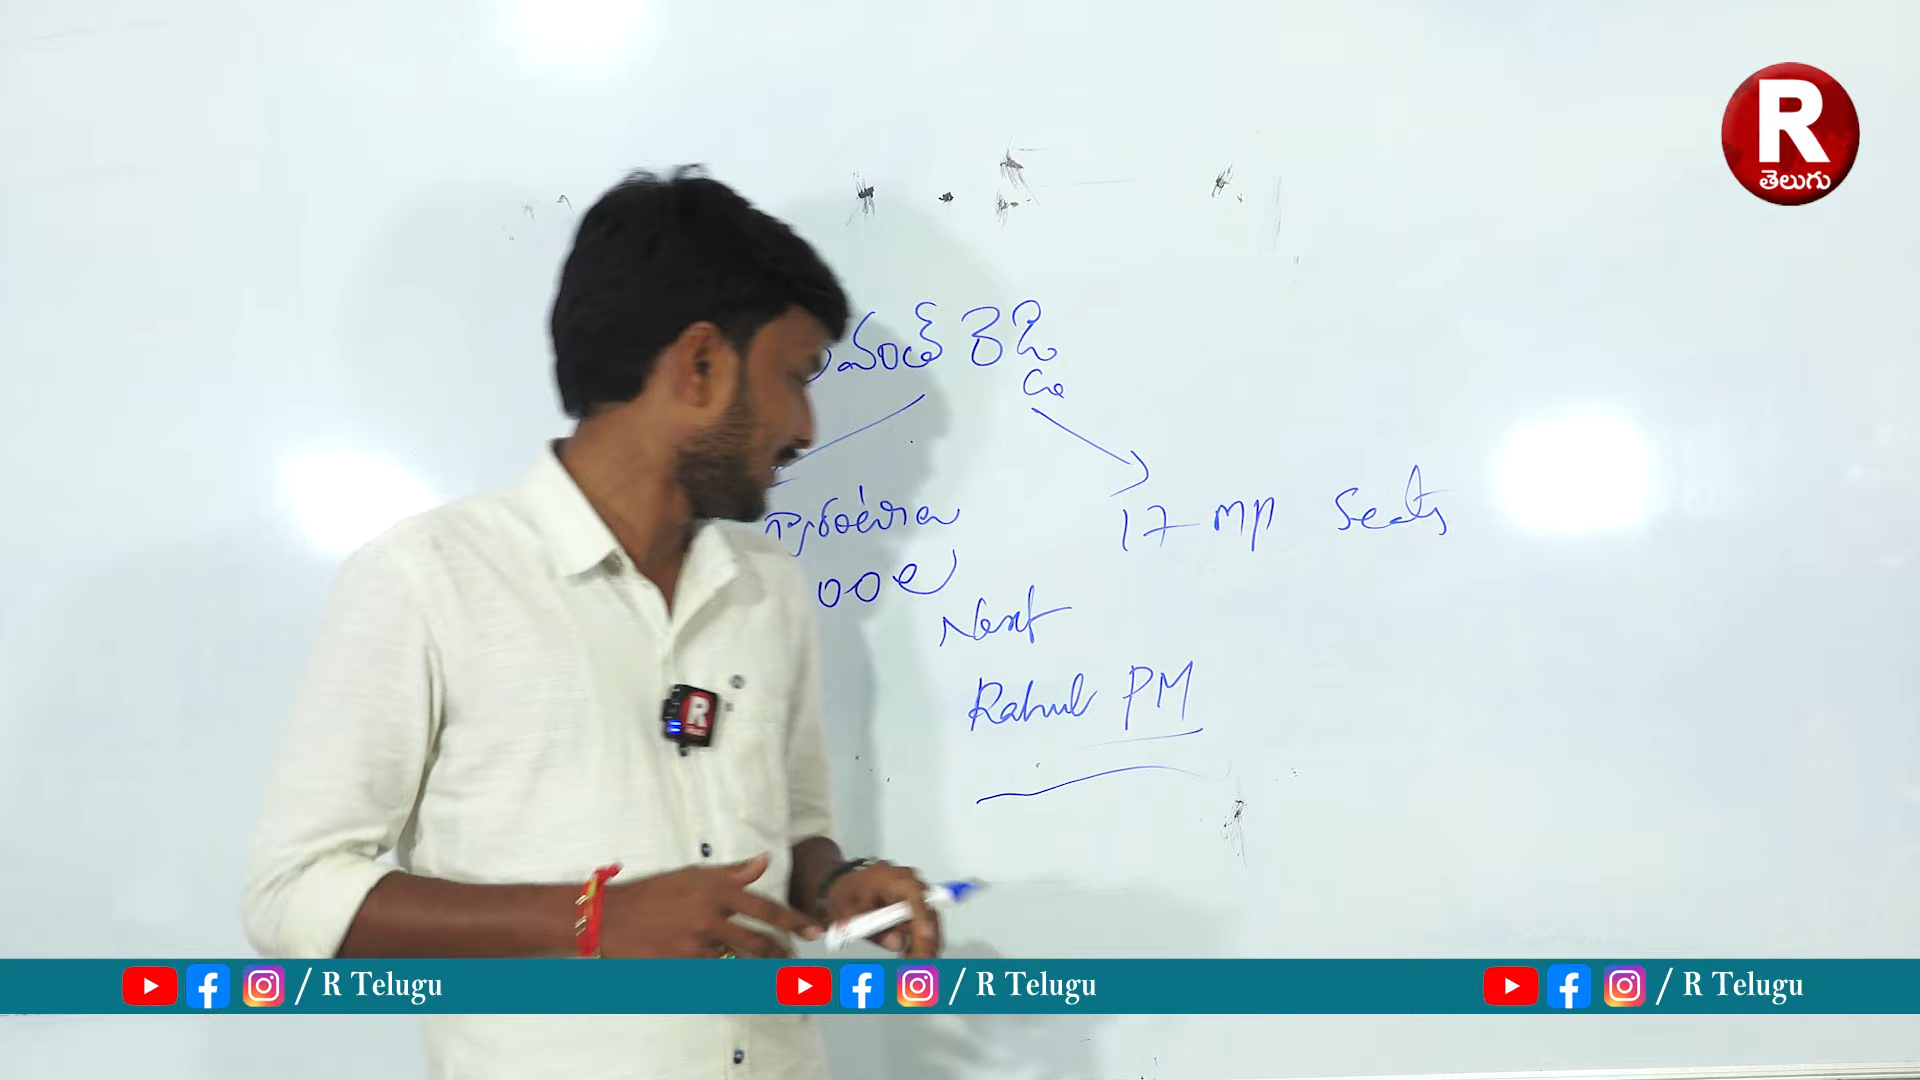 R
తెలుగు
రెడ్డి
17 MP Seats
గ్యారంటీలు
Next
Rahul PM
R
/ R Telugu / R Telugu / R Telugu